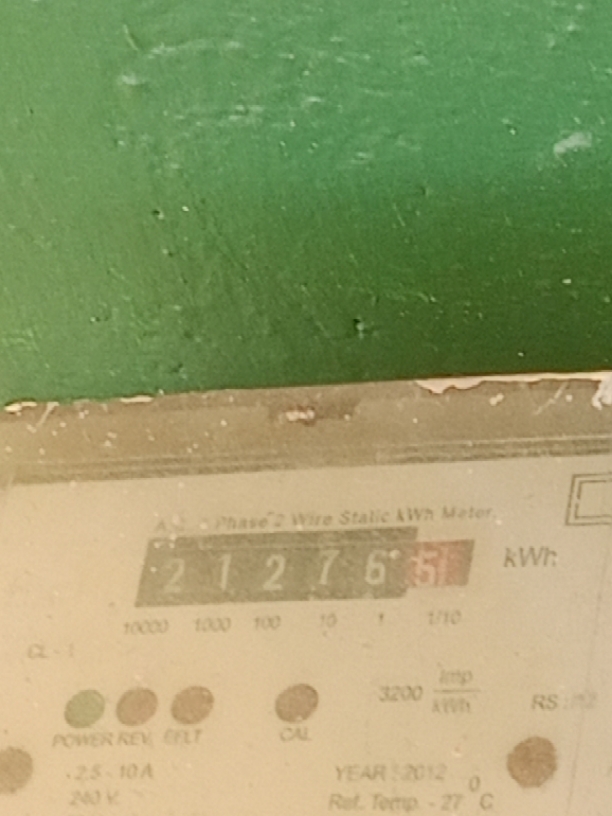 Phase 2 Wire Static kWh Meter
2 1 2 7 6 5 kWh
10000 1000 100 10 1 1/10
CL - 1
3200 Imp/kWh
RS
POWER REV. EFLT CAL
2.5 - 10 A YEAR : 2012
240 V. Ref. Temp. - 27 °C